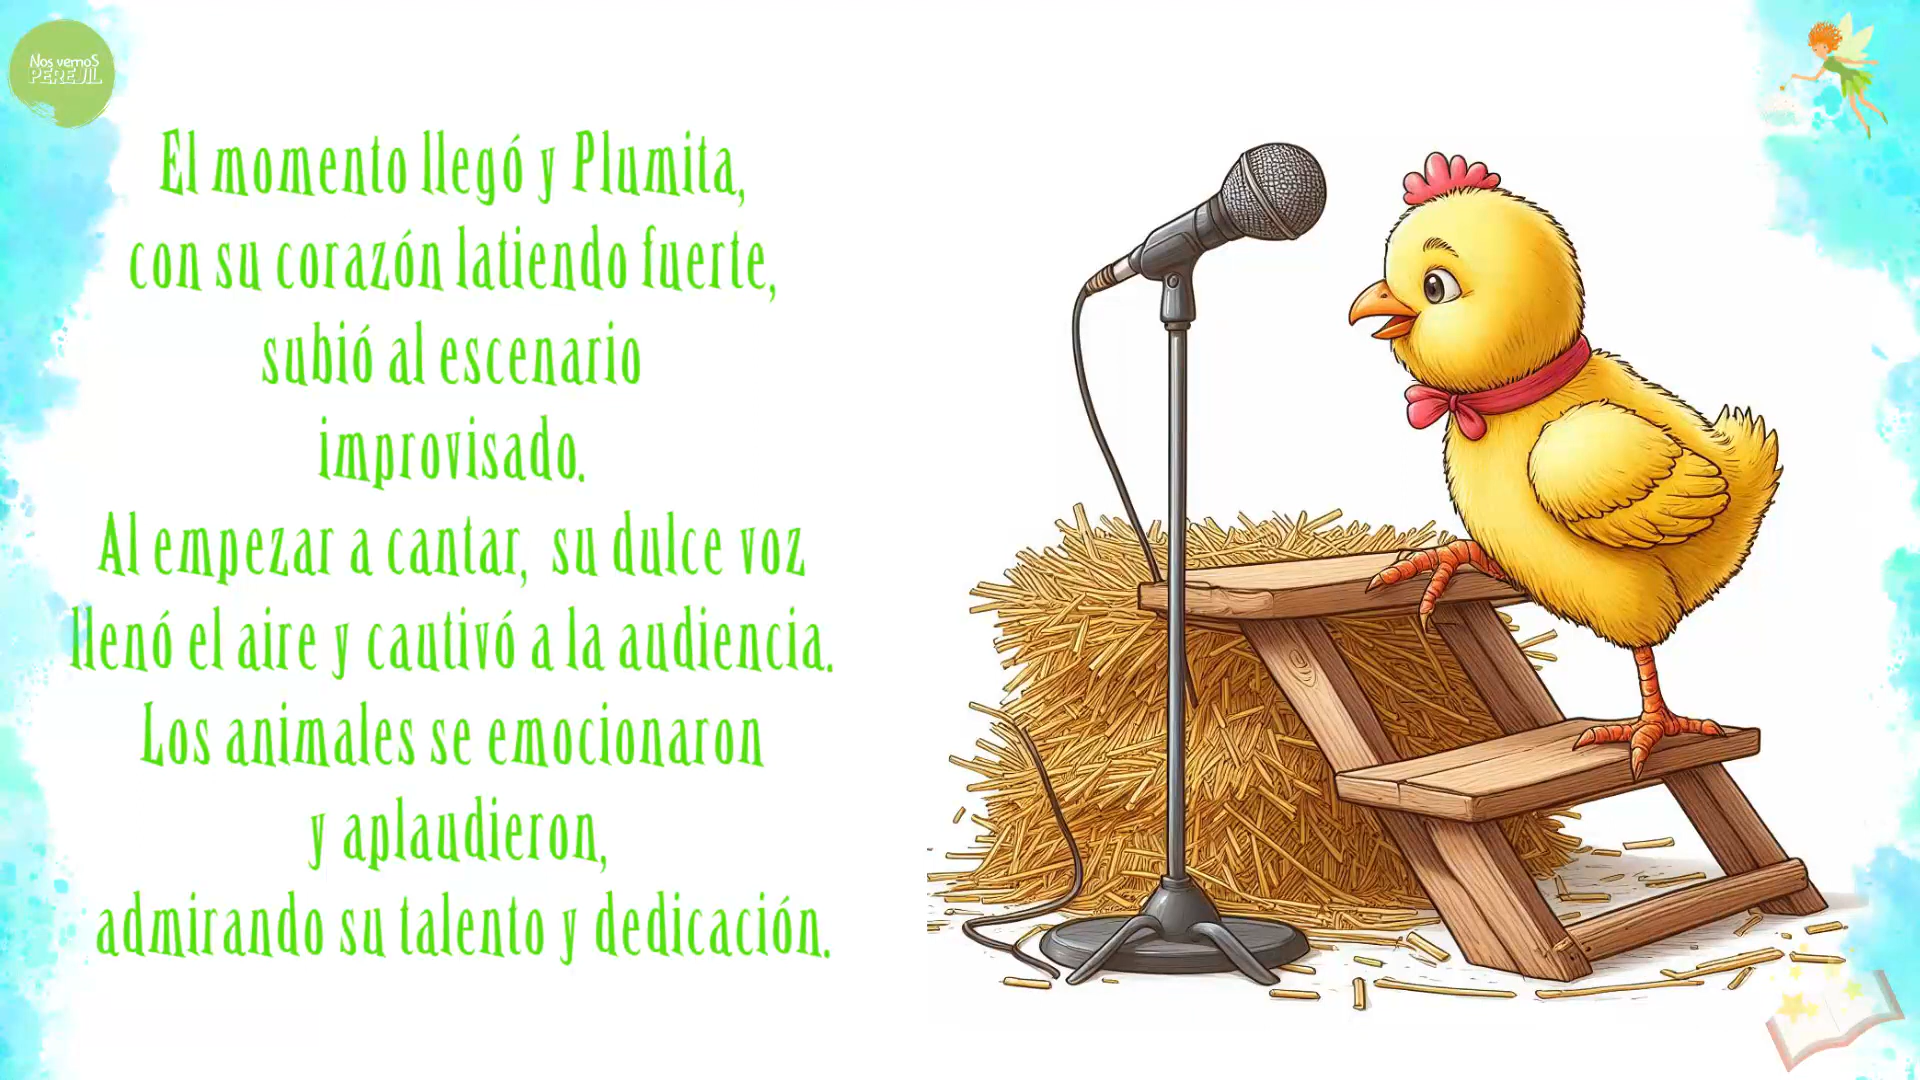 Nos vemoS
PEREJIL
El momento llegó y Plumita,
con su corazón latiendo fuerte,
subió al escenario
improvisado.
Al empezar a cantar, su dulce voz
llenó el aire y cautivó a la audiencia.
Los animales se emocionaron
y aplaudieron,
admirando su talento y dedicación.